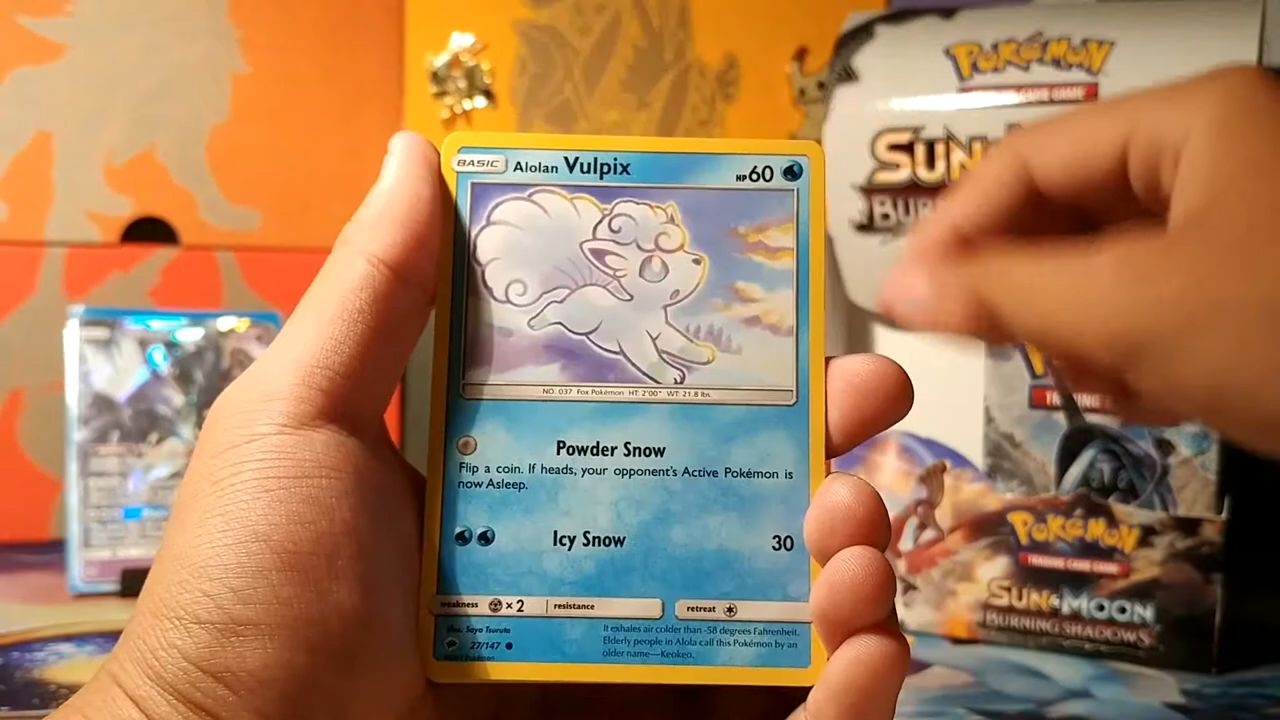 POKÉMON
TRADING CARD GAME
SUN
BUR
BASIC
Alolan Vulpix
HP 60
NO. 037 Fox Pokémon HT: 2'00" WT: 21.8 lbs.
Powder Snow
Flip a coin. If heads, your opponent's Active Pokémon is
now Asleep.
Icy Snow 30
weakness ×2 resistance retreat
Illus. Saya Tsuruta
27/147
It exhales air colder than -58 degrees Fahrenheit.
Elderly people in Alola call this Pokémon by an
older name—Keokeo.
POKÉMON
TRADING CARD GAME
SUN & MOON
BURNING SHADOWS